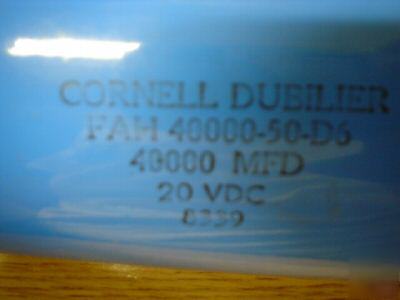 CORNELL DUBILIER
FAH 40000-50-D6
40000 MFD
20 VDC
8339